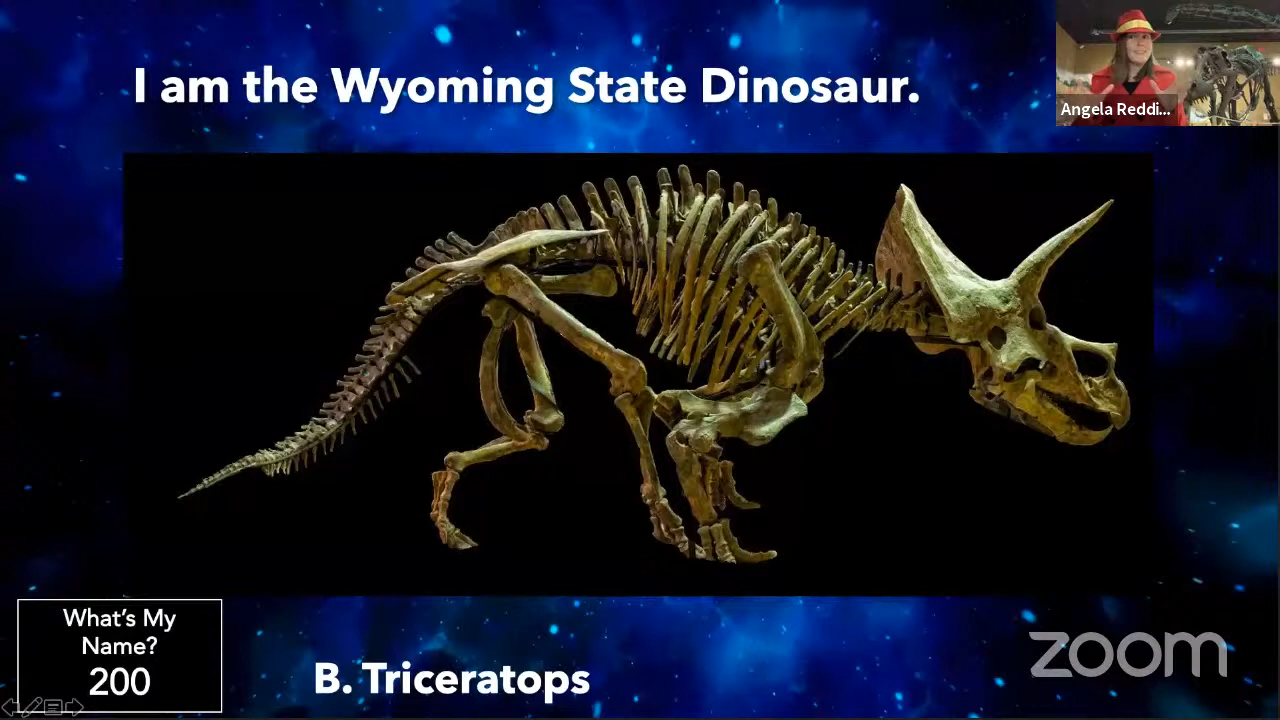 I am the Wyoming State Dinosaur.
Angela Reddi...
What's My
Name?
200
B. Triceratops
zoom